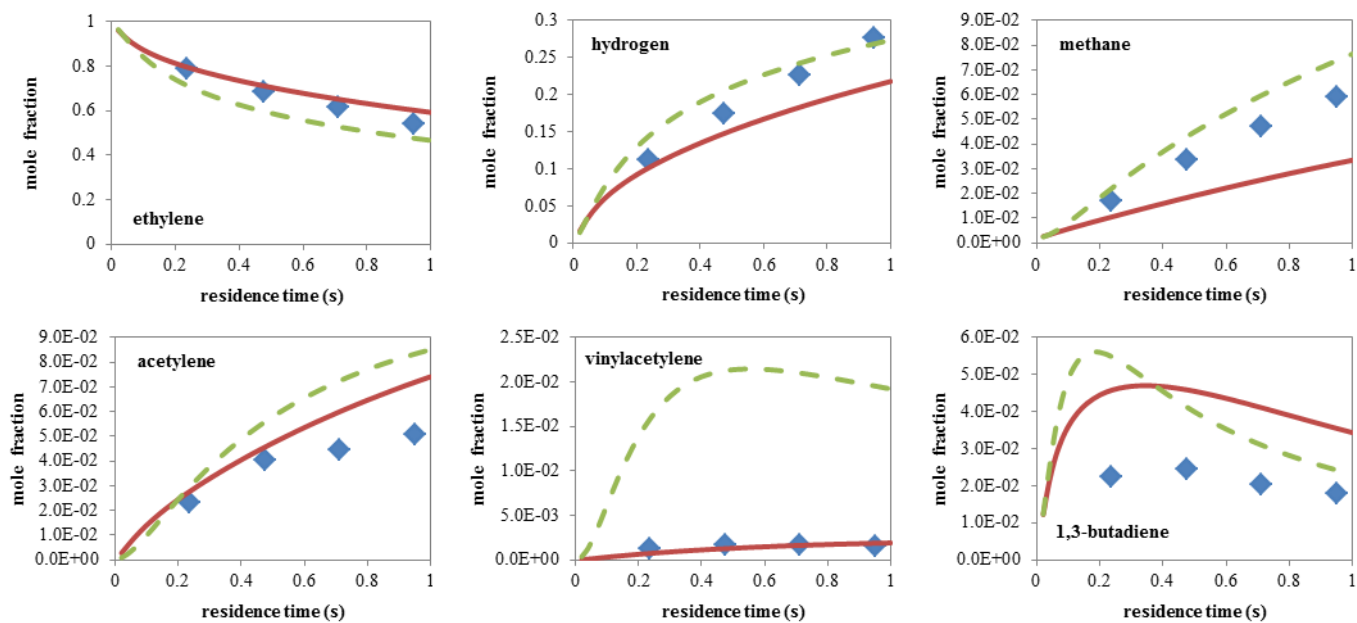 1
0.8
0.6
0.4
0.2
0
mole fraction
ethylene
0 0.2 0.4 0.6 0.8 1
residence time (s)
0.3
0.25
0.2
0.15
0.1
0.05
0
mole fraction
hydrogen
0 0.2 0.4 0.6 0.8 1
residence time (s)
9.0E-02
8.0E-02
7.0E-02
6.0E-02
5.0E-02
4.0E-02
3.0E-02
2.0E-02
1.0E-02
0.0E+00
mole fraction
methane
0 0.2 0.4 0.6 0.8 1
residence time (s)
9.0E-02
8.0E-02
7.0E-02
6.0E-02
5.0E-02
4.0E-02
3.0E-02
2.0E-02
1.0E-02
0.0E+00
mole fraction
acetylene
0 0.2 0.4 0.6 0.8 1
residence time (s)
2.5E-02
2.0E-02
1.5E-02
1.0E-02
5.0E-03
0.0E+00
mole fraction
vinylacetylene
0 0.2 0.4 0.6 0.8 1
residence time (s)
6.0E-02
5.0E-02
4.0E-02
3.0E-02
2.0E-02
1.0E-02
0.0E+00
mole fraction
1,3-butadiene
0 0.2 0.4 0.6 0.8 1
residence time (s)